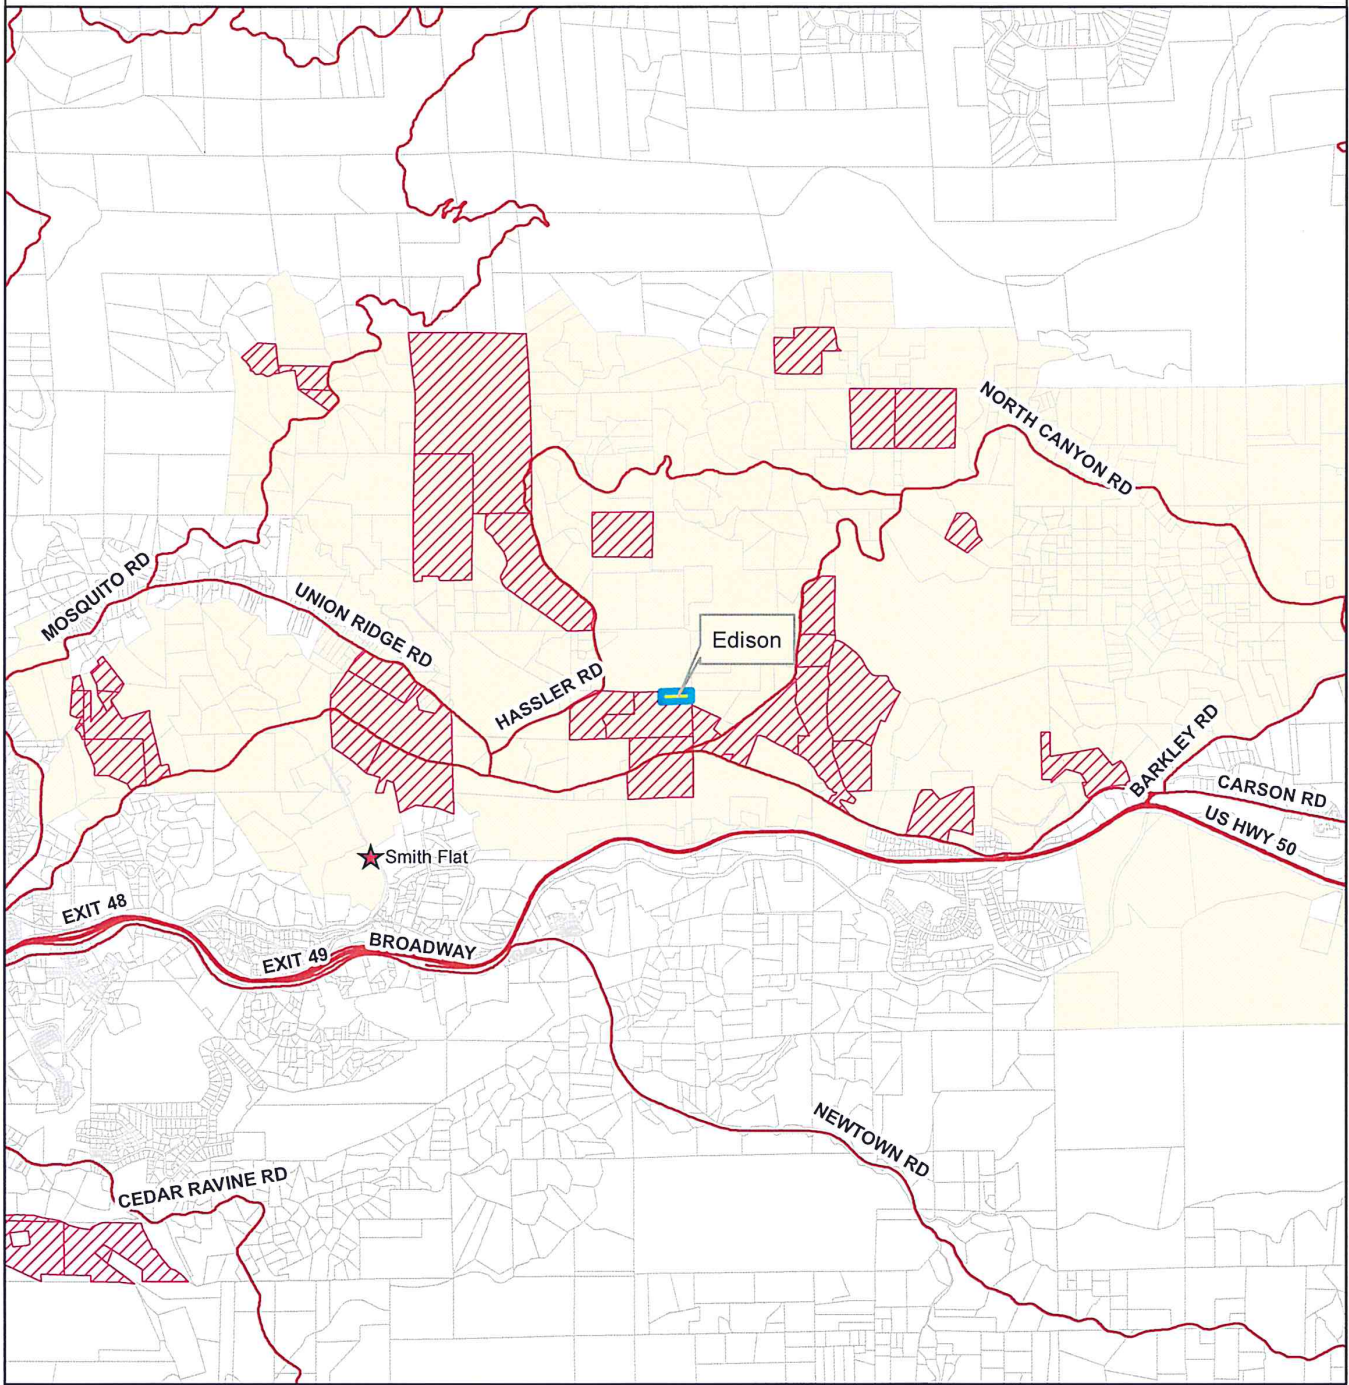 NORTH CANYON RD
MOSQUITO RD
UNION RIDGE RD
Edison
HASSLER RD
BARKLEY RD
CARSON RD
US HWY 50
Smith Flat
EXIT 48
EXIT 49
BROADWAY
NEWTOWN RD
CEDAR RAVINE RD